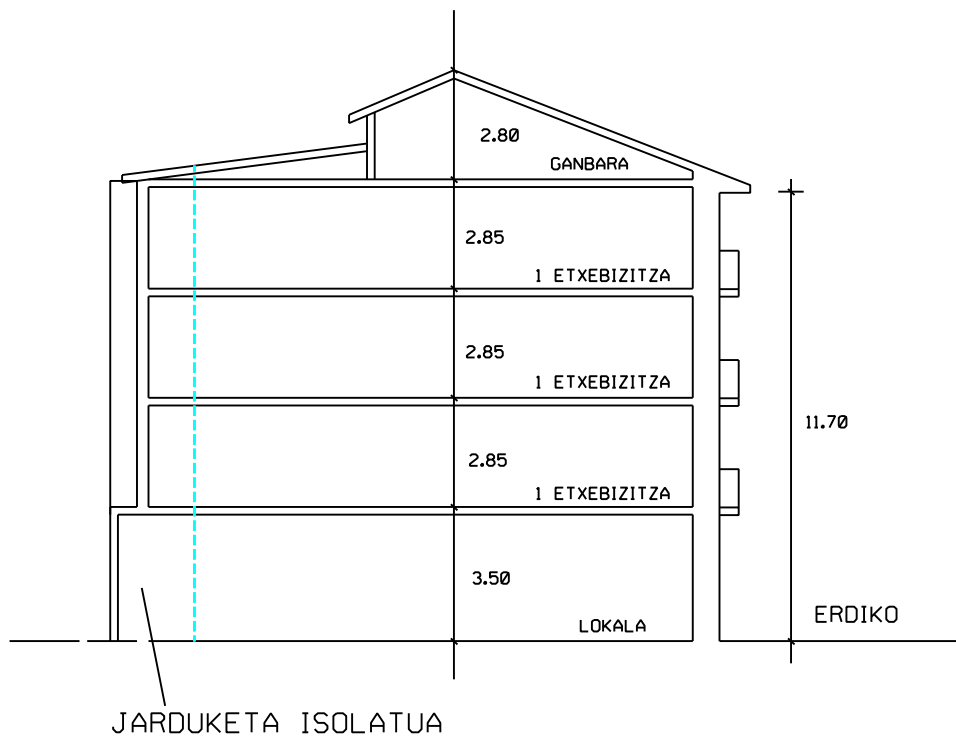 2.80
GANBARA
2.85
1 ETXEBIZITZA
2.85
1 ETXEBIZITZA
11.70
2.85
1 ETXEBIZITZA
3.50
ERDIKO
LOKALA
JARDUKETA ISOLATUA